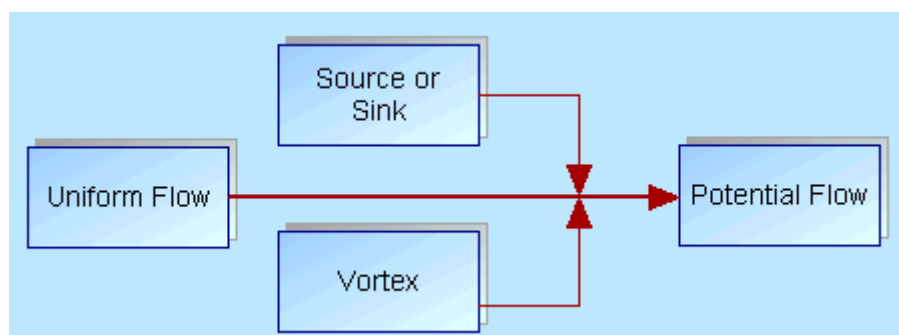 Source or
Sink
Uniform Flow
Potential Flow
Vortex